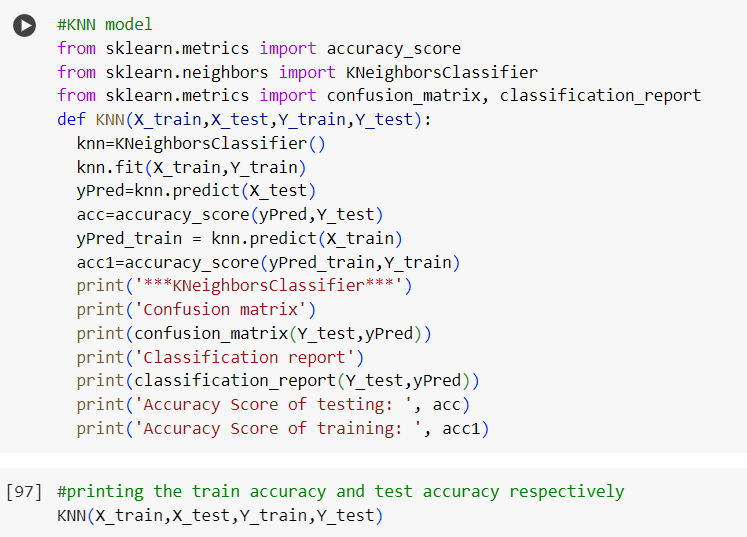 #KNN model
from sklearn.metrics import accuracy_score
from sklearn.neighbors import KNeighborsClassifier
from sklearn.metrics import confusion_matrix, classification_report
def KNN(X_train,X_test,Y_train,Y_test):
  knn=KNeighborsClassifier()
  knn.fit(X_train,Y_train)
  yPred=knn.predict(X_test)
  acc=accuracy_score(yPred,Y_test)
  yPred_train = knn.predict(X_train)
  acc1=accuracy_score(yPred_train,Y_train)
  print('***KNeighborsClassifier***')
  print('Confusion matrix')
  print(confusion_matrix(Y_test,yPred))
  print('Classification report')
  print(classification_report(Y_test,yPred))
  print('Accuracy Score of testing: ', acc)
  print('Accuracy Score of training: ', acc1)
[97] #printing the train accuracy and test accuracy respectively
KNN(X_train,X_test,Y_train,Y_test)